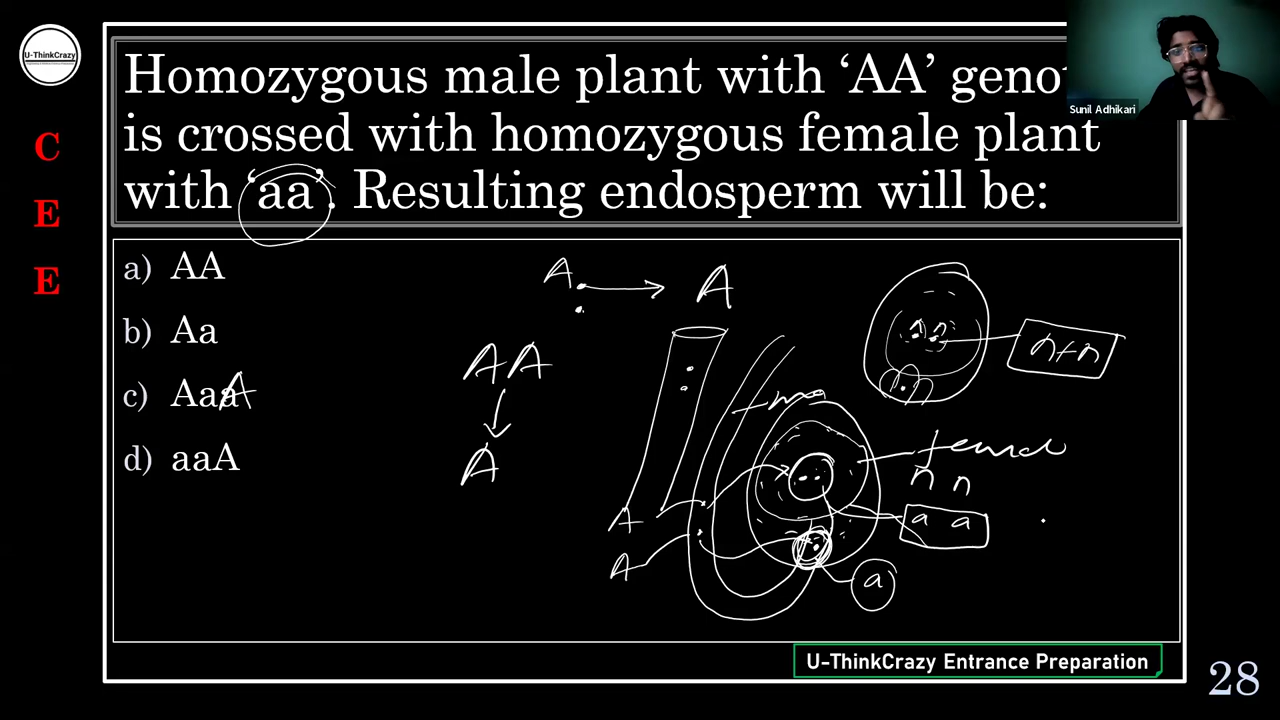 U-ThinkCrazy
C
E
E
Homozygous male plant with ‘AA’
is crossed with homozygous female plant
with ‘aa’. Resulting endosperm will be:
Sunil Adhikari
a) AA
b) Aa
c) Aaa A
d) aaA
A A
AA
A
A
A
n n
n+n
n n
a a
a
U-ThinkCrazy Entrance Preparation
28